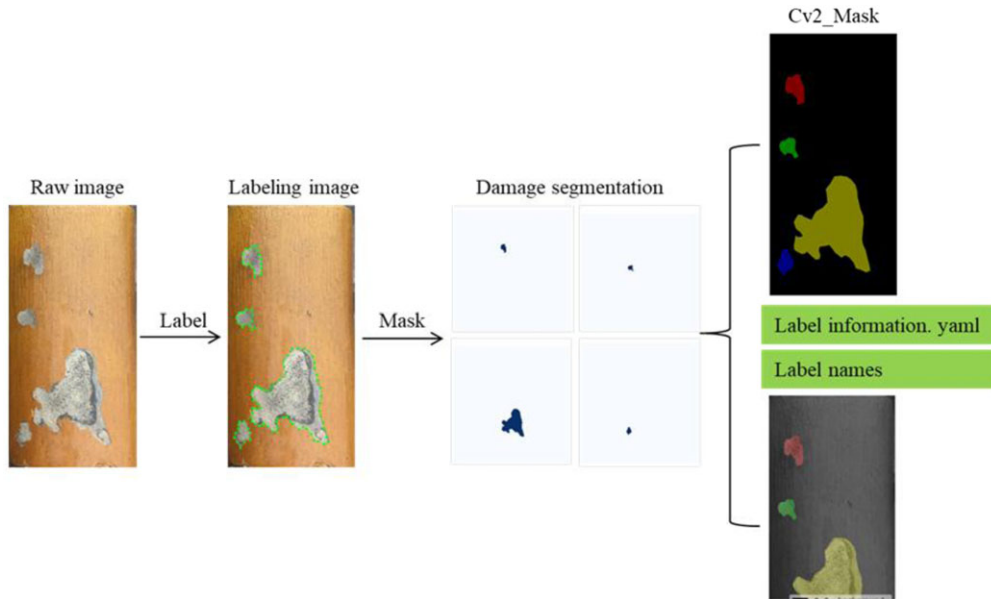 Cv2_Mask
Raw image
Labeling image
Damage segmentation
Label
Mask
Label information. yaml
Label names